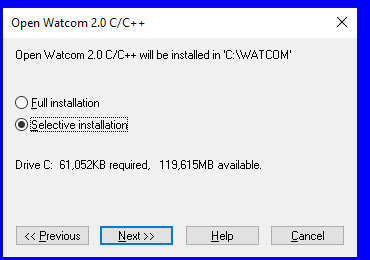 Open Watcom 2.0 C/C++
Open Watcom 2.0 C/C++ will be installed in 'C:\WATCOM'
Full installation
Selective installation
Drive C: 61,052KB required, 119,615MB available.
<< Previous
Next >>
Help
Cancel